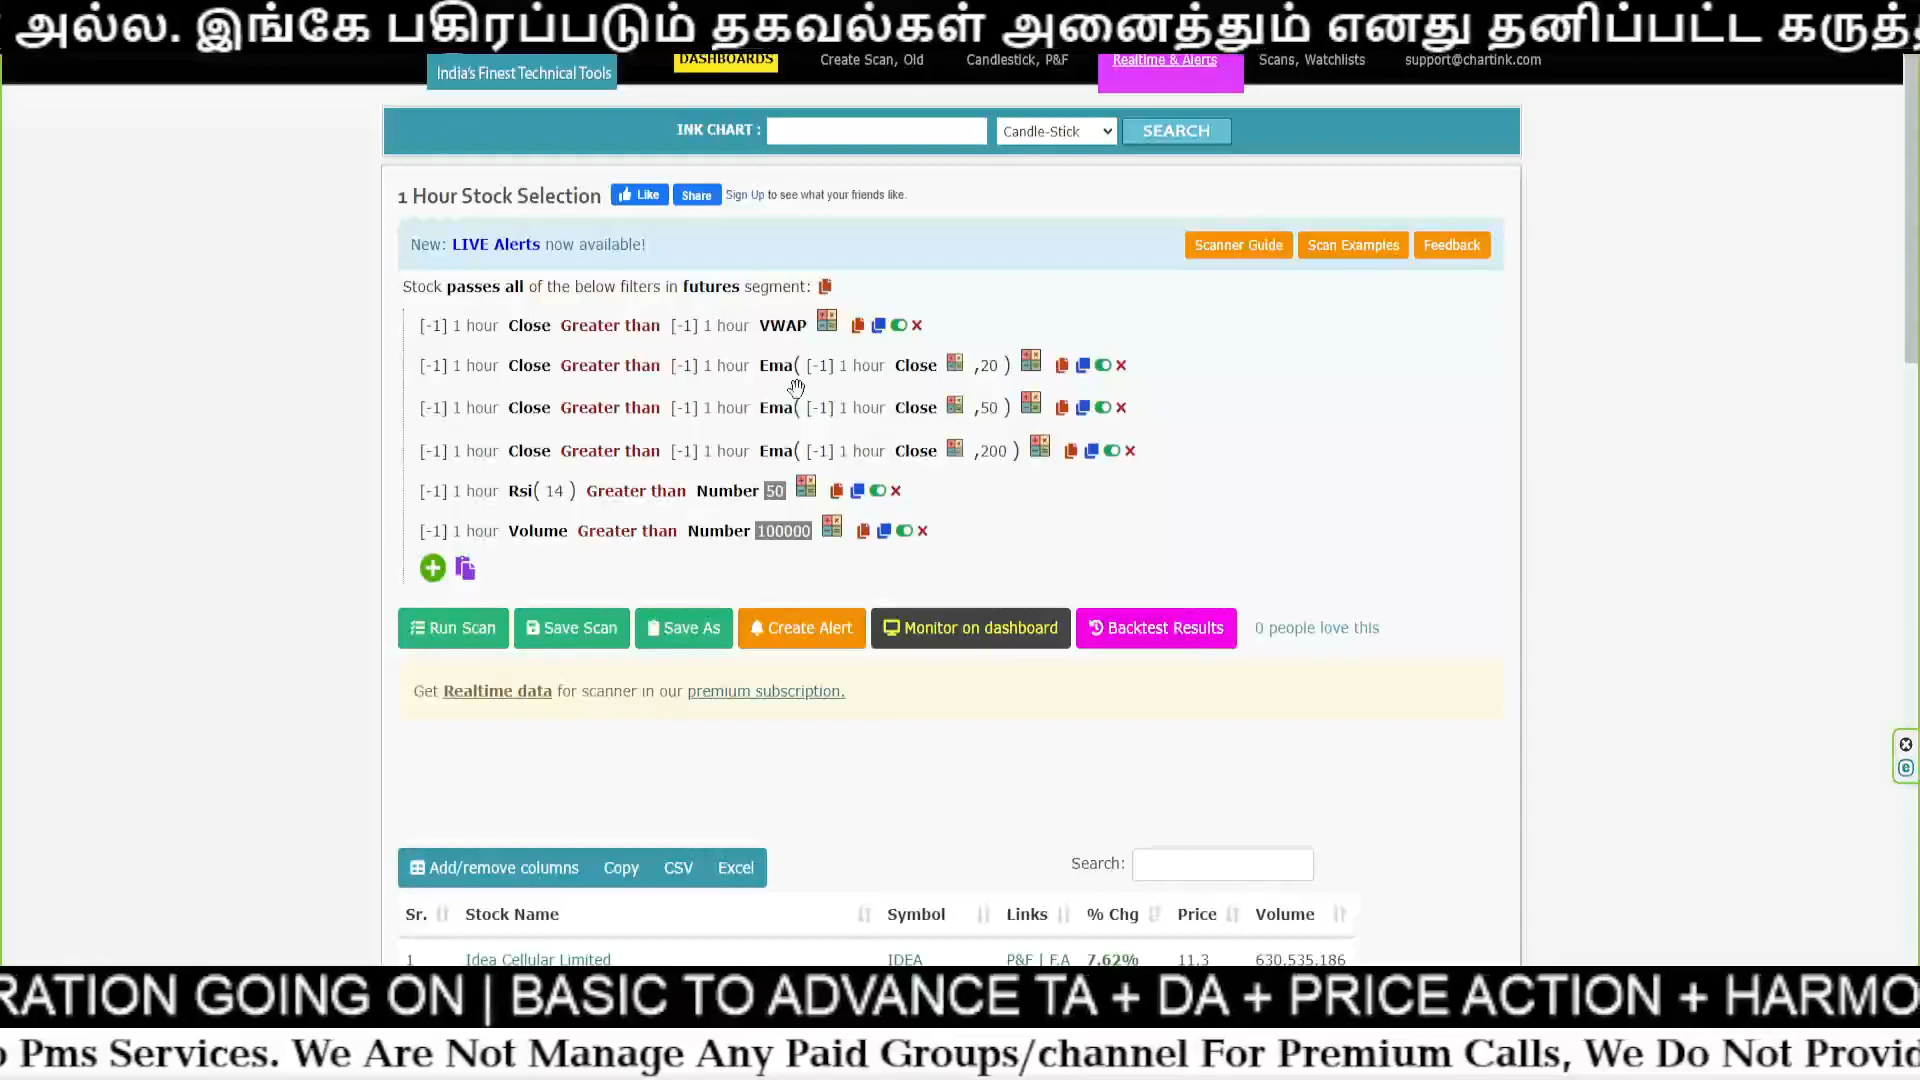 அல்ல. இங்கே பகிரப்படும் தகவல்கள் அனைத்தும் எனது தனிப்பட்ட
India's Finest Technical Tools
DASHBOARDS
Create Scan, Old
Candlestick, P&F
Realtime & Alerts
Scans, Watchlists
support@chartink.com
INK CHART :
Candle-Stick
SEARCH
1 Hour Stock Selection Like Share Sign Up to see what your friends like.
New: LIVE Alerts now available! Scanner Guide Scan Examples Feedback
Stock passes all of the below filters in futures segment:
[-1] 1 hour Close Greater than [-1] 1 hour VWAP
[-1] 1 hour Close Greater than [-1] 1 hour Ema( [-1] 1 hour Close ,20 )
[-1] 1 hour Close Greater than [-1] 1 hour Ema( [-1] 1 hour Close ,50 )
[-1] 1 hour Close Greater than [-1] 1 hour Ema( [-1] 1 hour Close ,200 )
[-1] 1 hour Rsi( 14 ) Greater than Number 50
[-1] 1 hour Volume Greater than Number 100000
Run Scan Save Scan Save As Create Alert Monitor on dashboard Backtest Results 0 people love this
Get Realtime data for scanner in our premium subscription.
Add/remove columns Copy CSV Excel Search:
Sr. Stock Name Symbol Links % Chg Price Volume
1 Idea Cellular Limited IDEA P&F | F.A 7.62% 11.3 630,535,186
RATION GOING ON | BASIC TO ADVANCE TA + DA + PRICE ACTION + HARMO
Pms Services. We Are Not Manage Any Paid Groups/channel For Premium Calls, We Do Not Provid